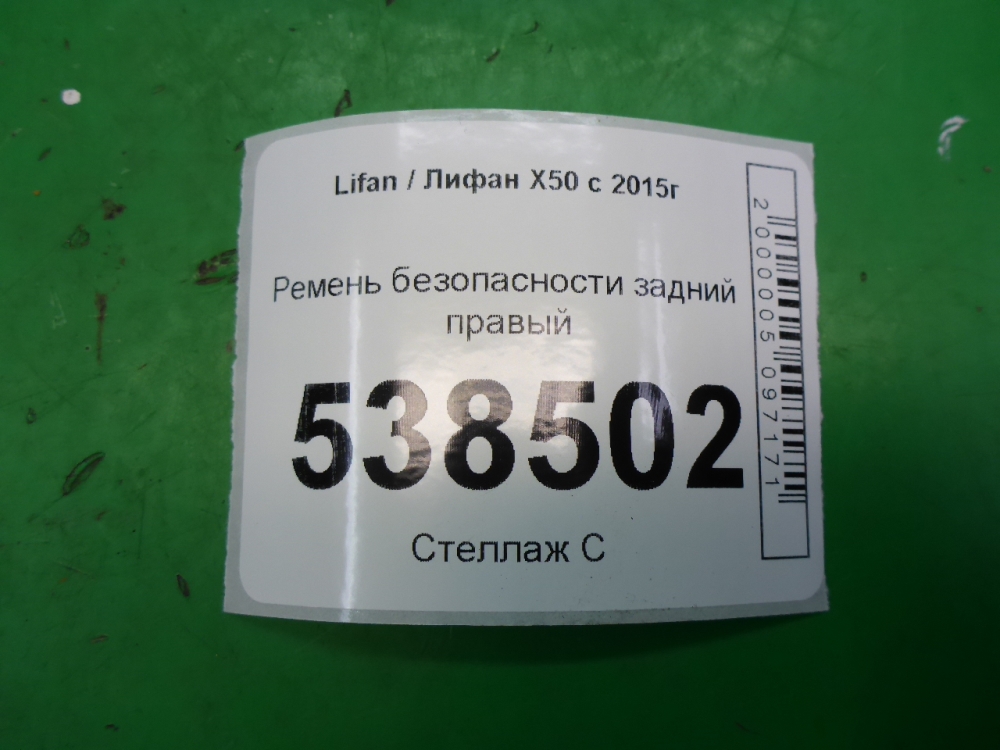 Lifan / Лифан X50 с 2015г
Ремень безопасности задний
правый
538502
Стеллаж С
2000005097171